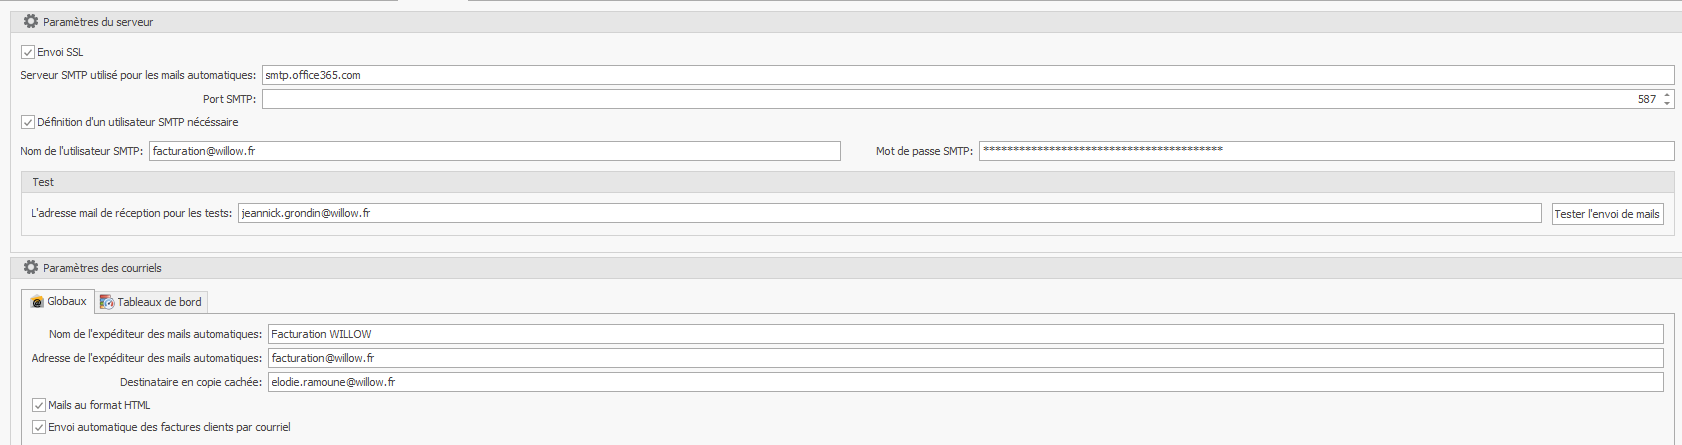 Paramètres du serveur
Envoi SSL
Serveur SMTP utilisé pour les mails automatiques: smtp.office365.com
Port SMTP: 587
Définition d'un utilisateur SMTP nécéssaire
Nom de l'utilisateur SMTP: facturation@willow.fr Mot de passe SMTP: ****************************************
Test
L'adresse mail de réception pour les tests: jeannick.grondin@willow.fr Tester l'envoi de mails
Paramètres des courriels
Globaux Tableaux de bord
Nom de l'expéditeur des mails automatiques: Facturation WILLOW
Adresse de l'expéditeur des mails automatiques: facturation@willow.fr
Destinataire en copie cachée: elodie.ramoune@willow.fr
Mails au format HTML
Envoi automatique des factures clients par courriel